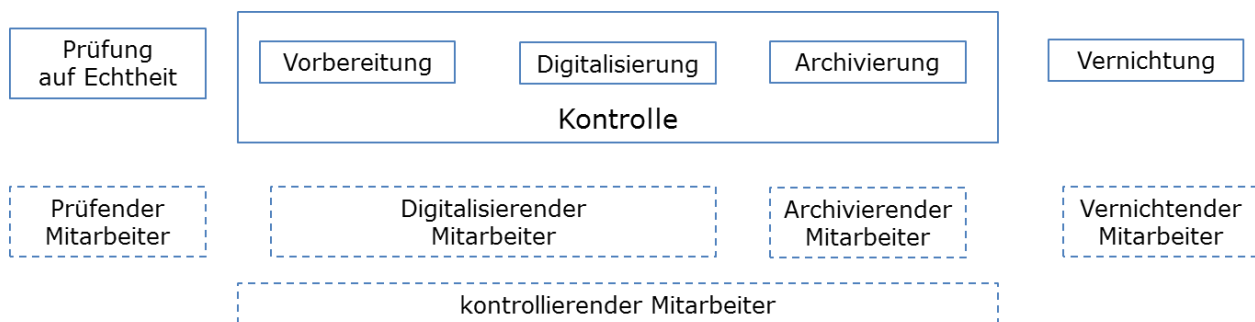 Prüfung
auf Echtheit
Vorbereitung
Digitalisierung
Archivierung
Vernichtung
Kontrolle
Prüfender
Mitarbeiter
Digitalisierender
Mitarbeiter
Archivierender
Mitarbeiter
Vernichtender
Mitarbeiter
kontrollierender Mitarbeiter